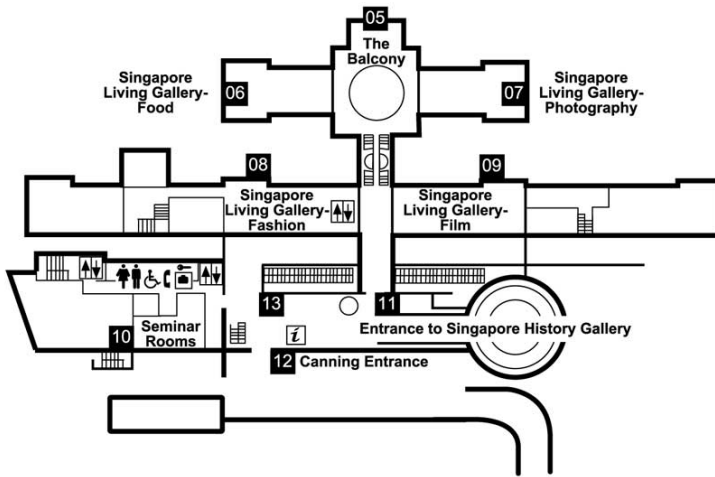 05
The
Balcony
Singapore
Living Gallery-
Food
06
07
Singapore
Living Gallery-
Photography
08
09
Singapore
Living Gallery-
Fashion
Singapore
Living Gallery-
Film
10
Seminar
Rooms
13
11
Entrance to Singapore History Gallery
i
12
Canning Entrance